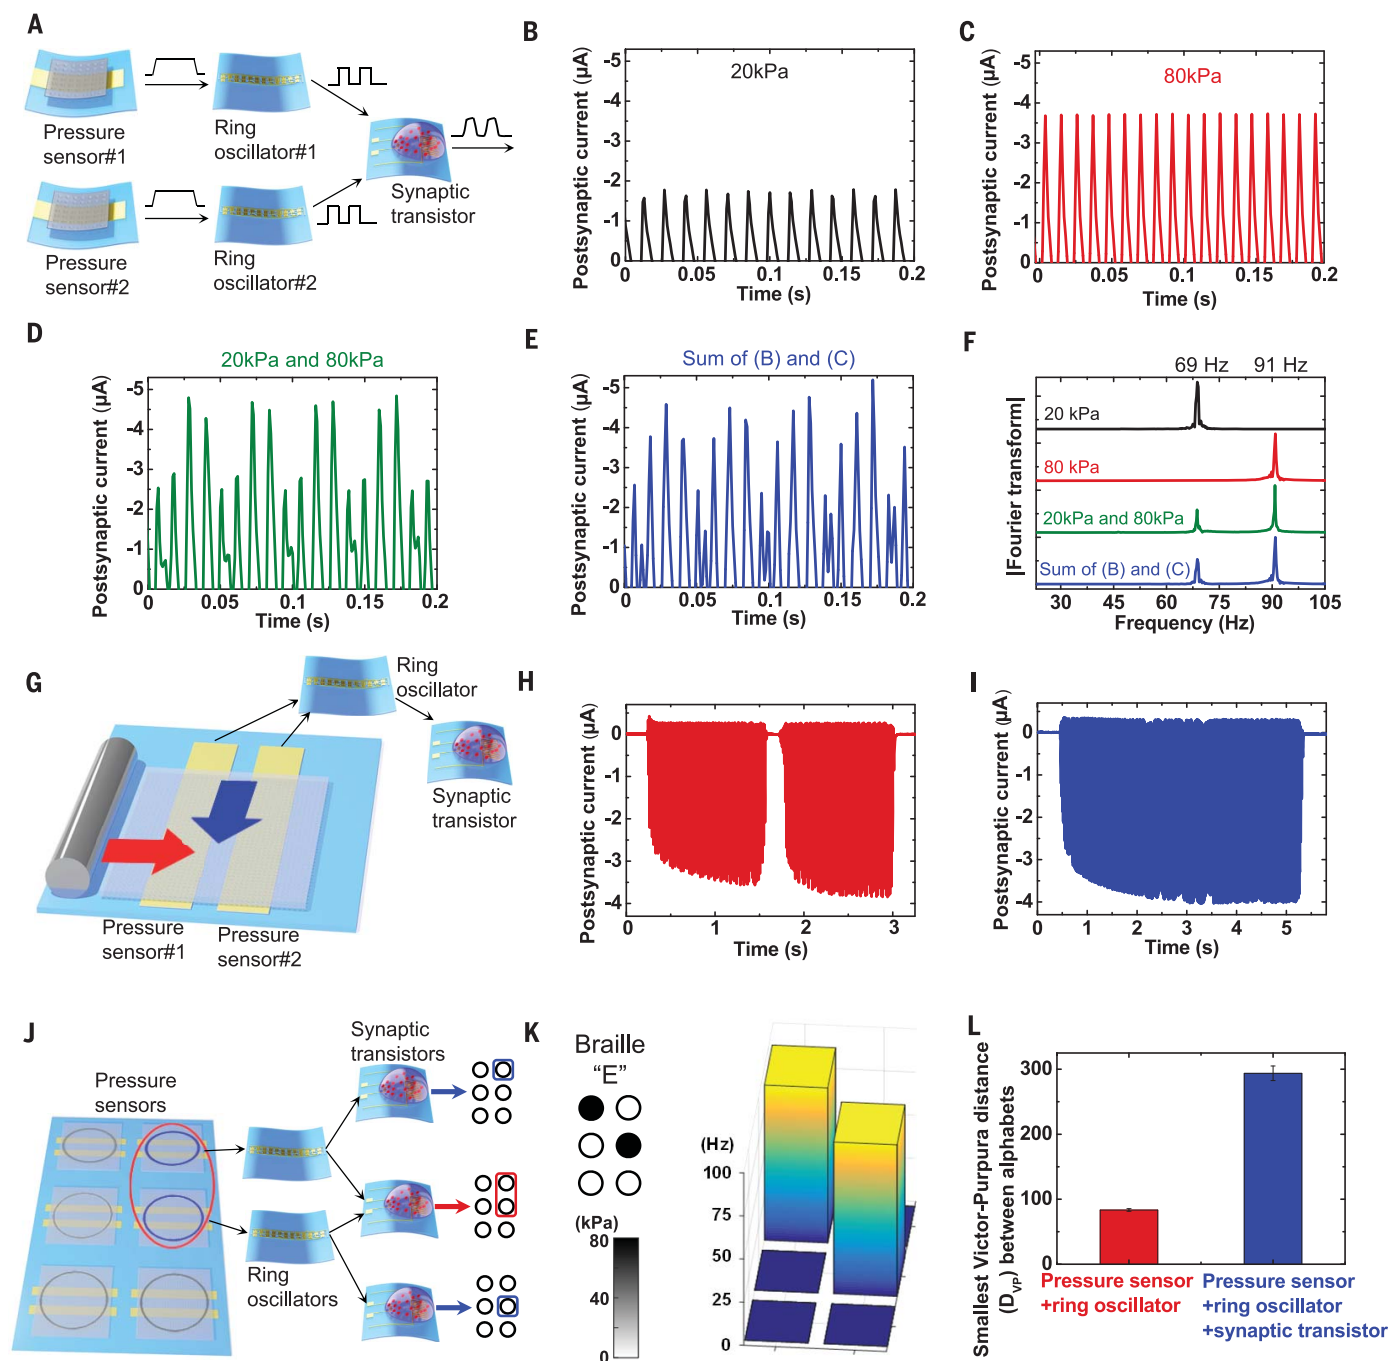 A
Pressure
sensor#1
Ring
oscillator#1
Pressure
sensor#2
Ring
oscillator#2
Synaptic
transistor
B
Postsynaptic current (µA)
-5
-4
-3
-2
-1
0
20kPa
0
0.05
0.1
0.15
0.2
Time (s)
C
Postsynaptic current (µA)
-5
-4
-3
-2
-1
0
80kPa
0
0.05
0.1
0.15
0.2
Time (s)
D
20kPa and 80kPa
Postsynaptic current (µA)
-5
-4
-3
-2
-1
0
0
0.05
0.1
0.15
0.2
Time (s)
E
Sum of (B) and (C)
Postsynaptic current (µA)
-5
-4
-3
-2
-1
0
0
0.05
0.1
0.15
0.2
Time (s)
F
69 Hz 91 Hz
|Fourier transform|
20 kPa
80 kPa
20kPa and 80kPa
Sum of (B) and (C)
30
45
60
75
90
105
Frequency (Hz)
G
Ring
oscillator
Synaptic
transistor
Pressure
sensor#1
Pressure
sensor#2
H
Postsynaptic current (µA)
0
-1
-2
-3
-4
0
1
2
3
Time (s)
I
Postsynaptic current (µA)
0
-1
-2
-3
-4
0
1
2
3
4
5
Time (s)
J
Pressure
sensors
Synaptic
transistors
Ring
oscillators
K
Braille
“E”
(kPa)
80
40
0
(Hz)
100
75
50
25
0
L
Smallest Victor-Purpura distance
(DVP) between alphabets
300
200
100
0
Pressure sensor
+ring oscillator
Pressure sensor
+ring oscillator
+synaptic transistor